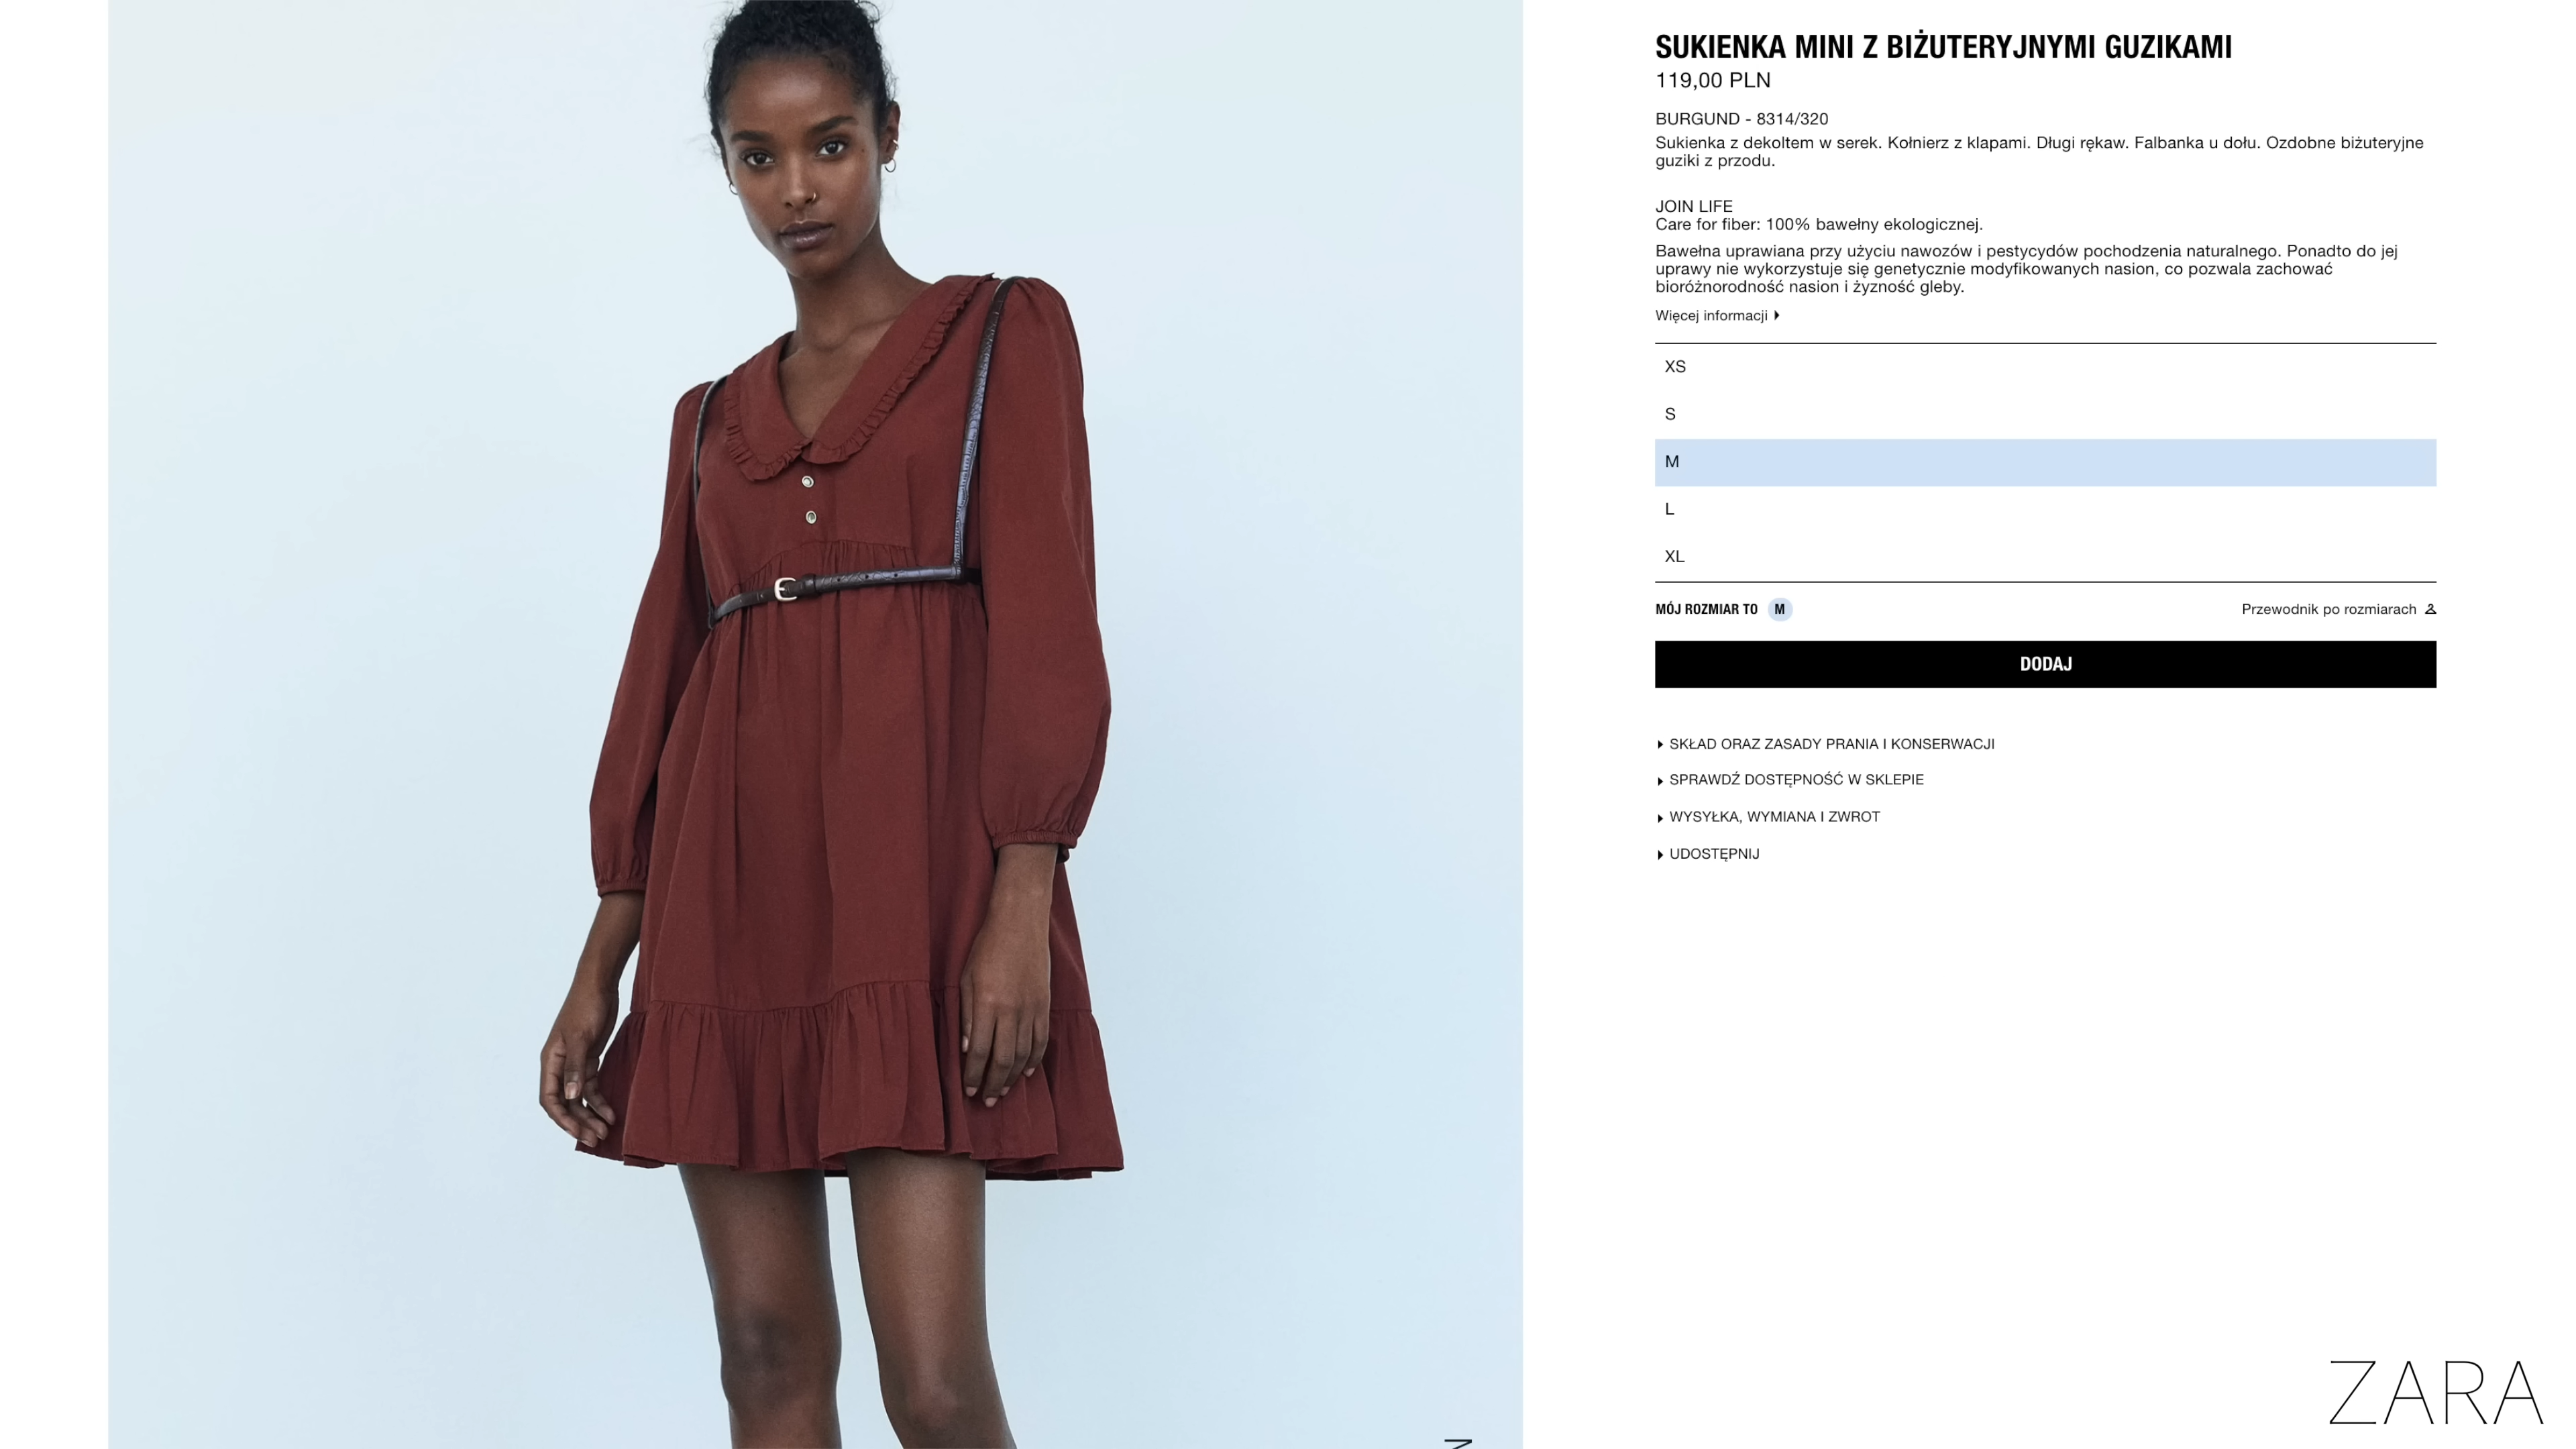 SUKIENKA MINI Z BIŻUTERYJNYMI GUZIKAMI
119,00 PLN
BURGUND - 8314/320
Sukienka z dekoltem w serek. Kołnierz z klapami. Długi rękaw. Falbanka u dołu. Ozdobne biżuteryjne
guziki z przodu.
JOIN LIFE
Care for fiber: 100% bawełny ekologicznej.
Bawełna uprawiana przy użyciu nawozów i pestycydów pochodzenia naturalnego. Ponadto do jej
uprawy nie wykorzystuje się genetycznie modyfikowanych nasion, co pozwala zachować
bioróżnorodność nasion i żyzność gleby.
Więcej informacji
XS
S
M
L
XL
MÓJ ROZMIAR TO M
Przewodnik po rozmiarach
DODAJ
SKŁAD ORAZ ZASADY PRANIA I KONSERWACJI
SPRAWDŹ DOSTĘPNOŚĆ W SKLEPIE
WYSYŁKA, WYMIANA I ZWROT
UDOSTĘPNIJ
ZARA